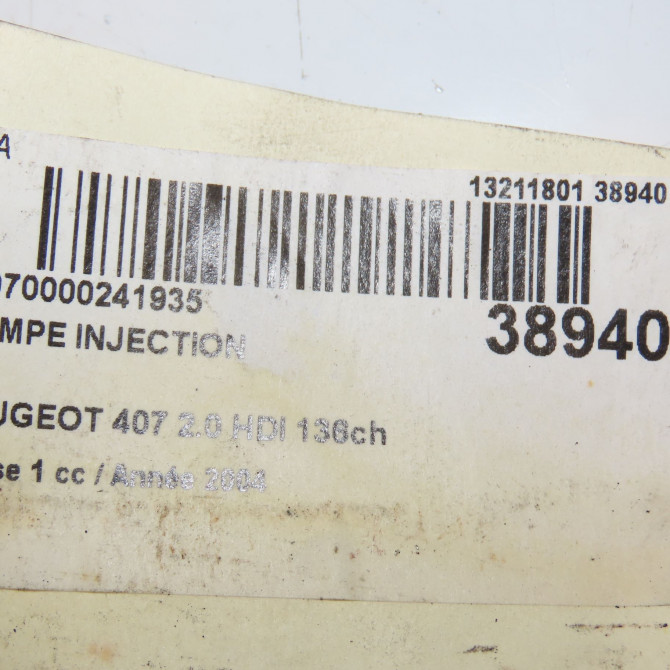 A
13211801 38940
070000241935
38940
MPE INJECTION
UGEOT 407 2.0 HDI 136ch
se 1 cc / Année 2004